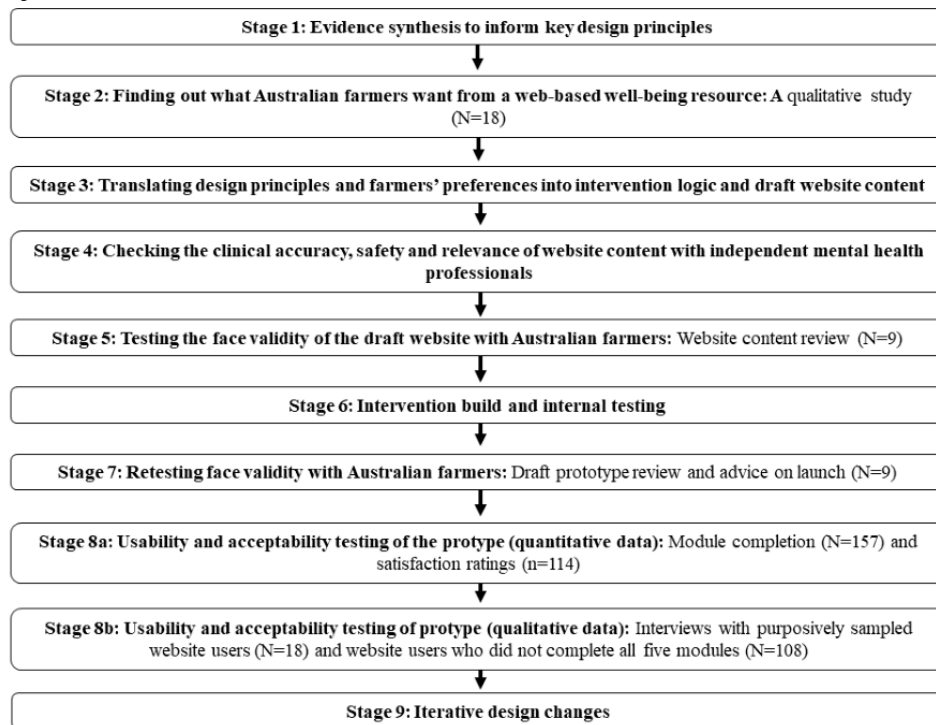 Stage 1: Evidence synthesis to inform key design principles
Stage 2: Finding out what Australian farmers want from a web-based well-being resource: A qualitative study
(N=18)
Stage 3: Translating design principles and farmers’ preferences into intervention logic and draft website content
Stage 4: Checking the clinical accuracy, safety and relevance of website content with independent mental health
professionals
Stage 5: Testing the face validity of the draft website with Australian farmers: Website content review (N=9)
Stage 6: Intervention build and internal testing
Stage 7: Retesting face validity with Australian farmers: Draft prototype review and advice on launch (N=9)
Stage 8a: Usability and acceptability testing of the protype (quantitative data): Module completion (N=157) and
satisfaction ratings (n=114)
Stage 8b: Usability and acceptability testing of protype (qualitative data): Interviews with purposively sampled
website users (N=18) and website users who did not complete all five modules (N=108)
Stage 9: Iterative design changes